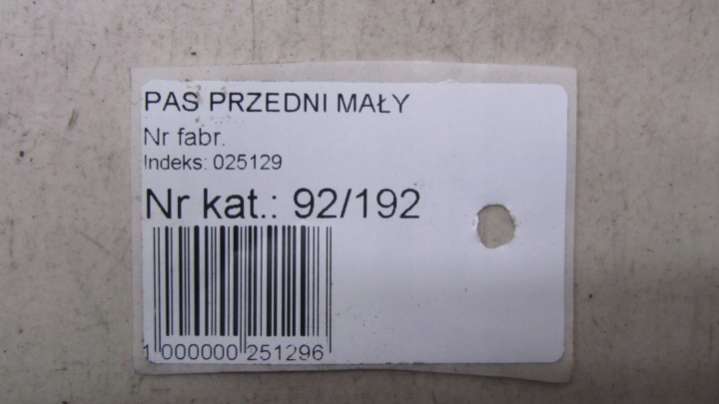 PAS PRZEDNI MAŁY
Nr fabr.
Indeks: 025129
Nr kat.: 92/192
1 000000 251296